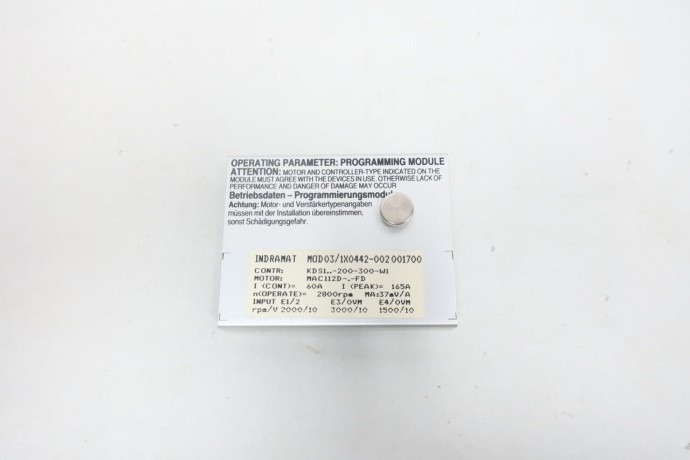 OPERATING PARAMETER: PROGRAMMING MODULE
ATTENTION: MOTOR AND CONTROLLER-TYPE INDICATED ON THE
MODULE MUST AGREE WITH THE DEVICES IN USE. OTHERWISE LACK OF
PERFORMANCE AND DANGER OF DAMAGE MAY OCCUR
Betriebsdaten – Programmierungsmodul
Achtung: Motor- und Verstärkertypenangaben
müssen mit der Installation übereinstimmen,
sonst Schädigungsgefahr.
INDRAMAT MOD03/1X0442-002 001700
CONTR: KDS1..-200-300-W1
MOTOR: MAC112D-.-FD
I (CONT)= 60A I (PEAK)= 165A
n(OPERATE)= 2800rpm MA:37mV/A
INPUT E1/2 E3/OVM E4/OVM
rpm/V 2000/10 3000/10 1500/10